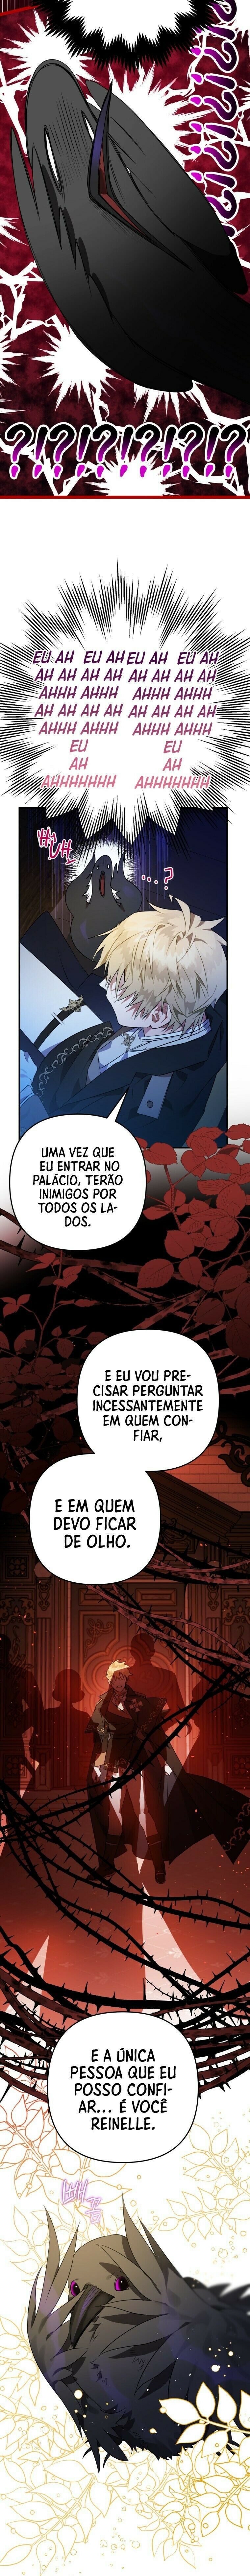 ?!?!?!?!?!
?!?!?!?!?!?!?
EU AH EU AH EU AH EU AH
AH AH AH AH AH AH AH AH
AHHH AHHH AHHH AHHH
AH AH AH AH AH AH AH AH
AHHH AHHH AHHH AHHH
EU EU
AH AH
AHHHHHHH AHHHHHHH
...?
UMA VEZ QUE
EU ENTRAR NO
PALÁCIO, TERÃO
INIMIGOS POR
TODOS OS LA-
DOS.
E EU VOU PRE-
CISAR PERGUNTAR
INCESSANTEMENTE
EM QUEM CON-
FIAR,
E EM QUEM
DEVO FICAR
DE OLHO.
E A ÚNICA
PESSOA QUE EU
POSSO CONFI-
AR... É VOCÊ
REINELLE.